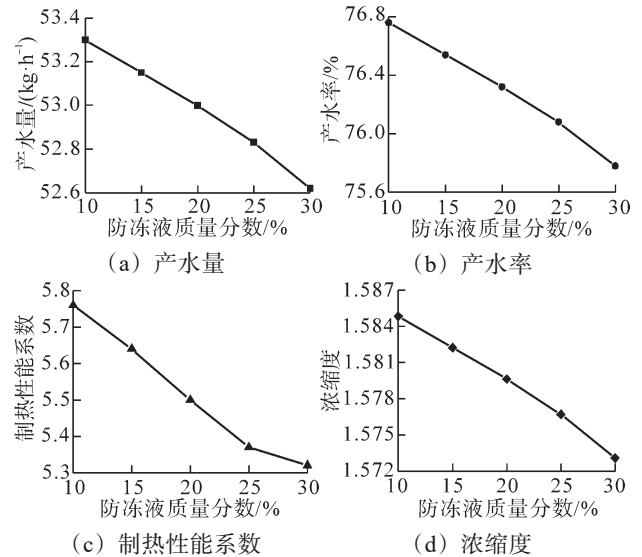 53.4
53.2
53.0
52.8
52.6
产水量/(kg·h⁻¹)
10 15 20 25 30
防冻液质量分数/%
(a) 产水量
76.8
76.4
76.0
75.6
产水率/%
10 15 20 25 30
防冻液质量分数/%
(b) 产水率
5.8
5.7
5.6
5.5
5.4
5.3
制热性能系数
10 15 20 25 30
防冻液质量分数/%
(c) 制热性能系数
1.587
1.584
1.581
1.578
1.575
1.572
浓缩度
10 15 20 25 30
防冻液质量分数/%
(d) 浓缩度